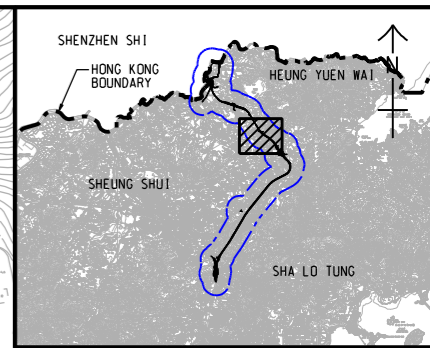 SHENZHEN SHI
HONG KONG
BOUNDARY
HEUNG YUEN WAI
N
SHEUNG SHUI
SHA LO TUNG